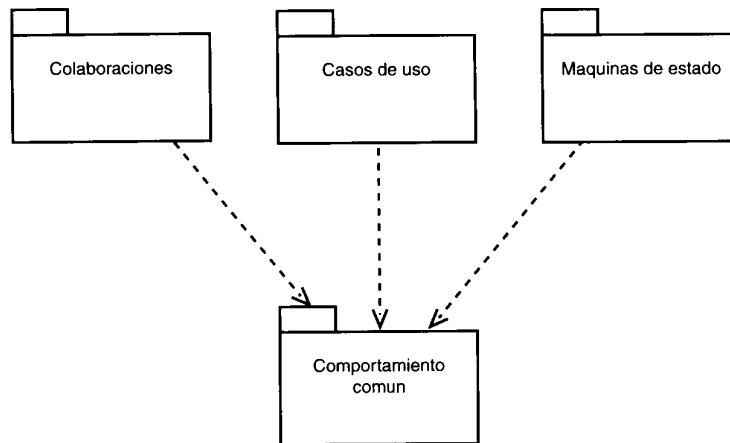 Colaboraciones
Casos de uso
Maquinas de estado
Comportamiento
comun